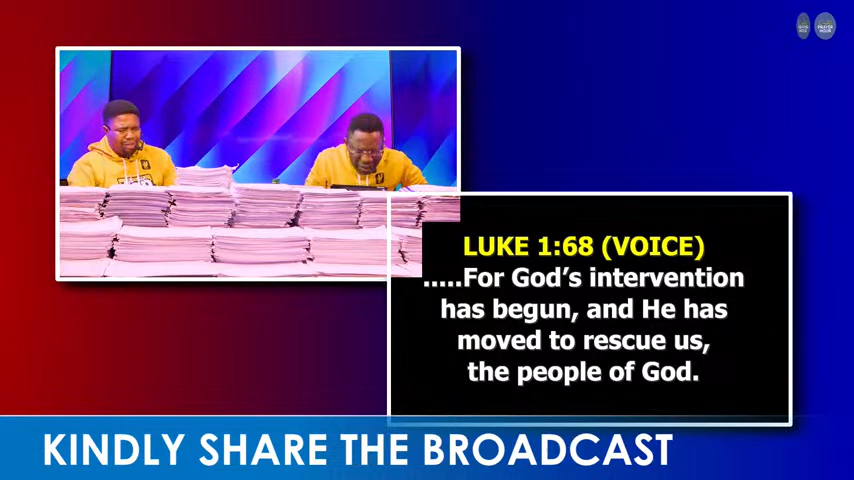 LUKE 1:68 (VOICE)
.....For God's intervention
has begun, and He has
moved to rescue us,
the people of God.
KINDLY SHARE THE BROADCAST